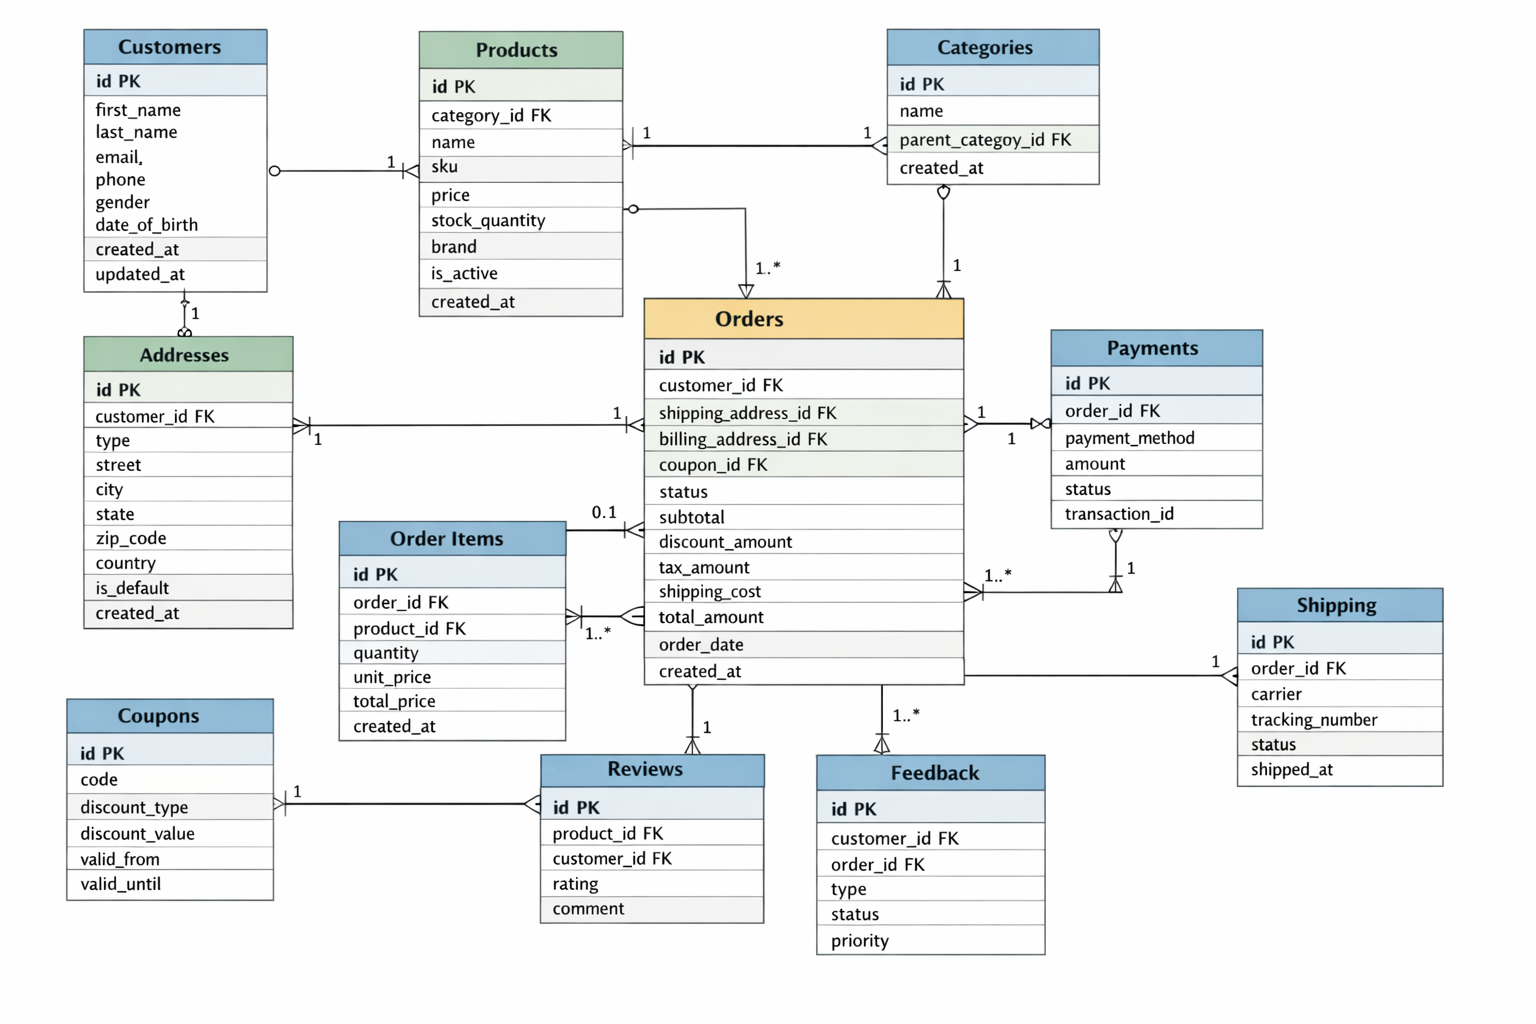 Customers
id PK
first_name
last_name
email.
phone
gender
date_of_birth
created_at
updated_at
1
Products
id PK
category_id FK
name
sku
price
stock_quantity
brand
is_active
created_at
1
1
1
1..*
Categories
id PK
name
parent_categoy_id FK
created_at
1
Addresses
id PK
customer_id FK
type
street
city
state
zip_code
country
is_default
created_at
1
1
Orders
id PK
customer_id FK
shipping_address_id FK
billing_address_id FK
coupon_id FK
status
subtotal
discount_amount
tax_amount
shipping_cost
total_amount
order_date
created_at
1
1
Payments
id PK
order_id FK
payment_method
amount
status
transaction_id
1
1..*
0.1
Order Items
id PK
order_id FK
product_id FK
quantity
unit_price
total_price
created_at
1..*
Shipping
id PK
order_id FK
carrier
tracking_number
status
shipped_at
1
Coupons
id PK
code
discount_type
discount_value
valid_from
valid_until
1
1
Reviews
id PK
product_id FK
customer_id FK
rating
comment
1..*
Feedback
id PK
customer_id FK
order_id FK
type
status
priority